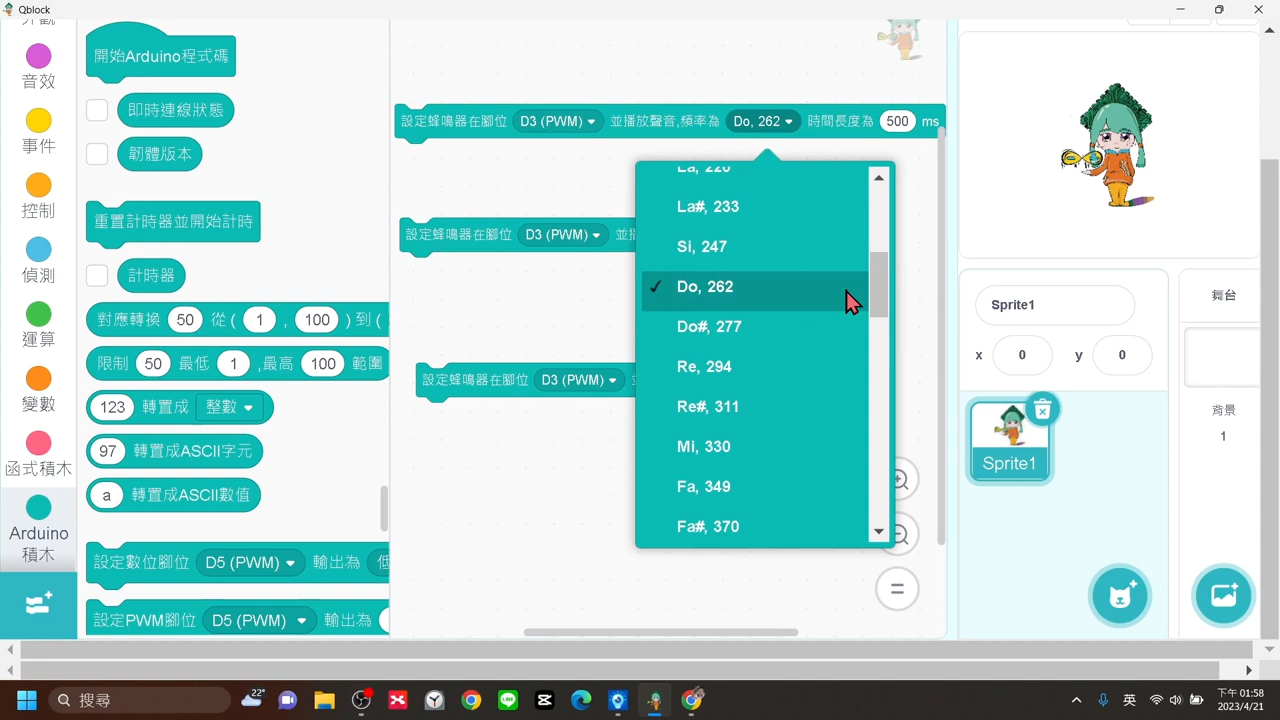 Qblock
外觀
音效
事件
控制
偵測
運算
變數
函式積木
Arduino
積木
開始Arduino程式碼
即時連線狀態
韌體版本
重置計時器並開始計時
計時器
對應轉換 50 從( 1 , 100 )到(
限制 50 最低 1 ,最高 100 範圍
123 轉置成 整數
97 轉置成ASCII字元
a 轉置成ASCII數值
設定數位腳位 D5 (PWM) 輸出為 低
設定PWM腳位 D5 (PWM) 輸出為
設定蜂鳴器在腳位 D3 (PWM) 並播放聲音,頻率為 Do, 262 時間長度為 500 ms
設定蜂鳴器在腳位 D3 (PWM) 並播
設定蜂鳴器在腳位 D3 (PWM)
La, 220
La#, 233
Si, 247
✓ Do, 262
Do#, 277
Re, 294
Re#, 311
Mi, 330
Fa, 349
Fa#, 370
Sprite1
x 0 y 0
Sprite1
舞台
背景
1
搜尋
22°
英
下午 01:58
2023/4/21